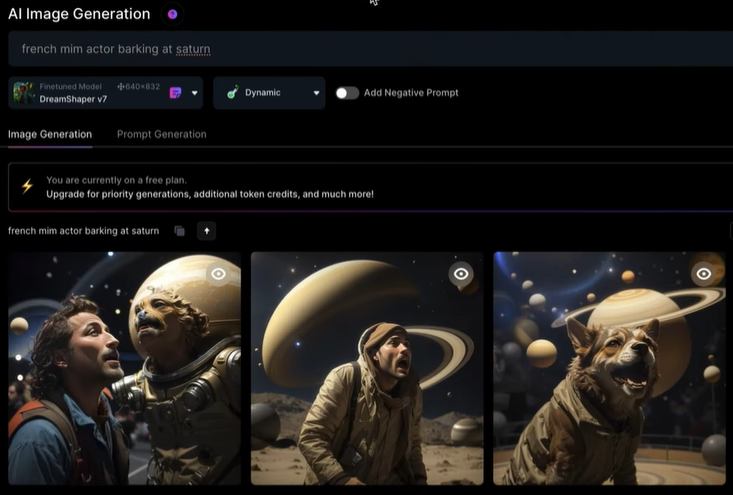 AI Image Generation ?
french mim actor barking at saturn
Finetuned Model 640×832
DreamShaper v7
Dynamic
Add Negative Prompt
Image Generation Prompt Generation
You are currently on a free plan.
Upgrade for priority generations, additional token credits, and much more!
french mim actor barking at saturn